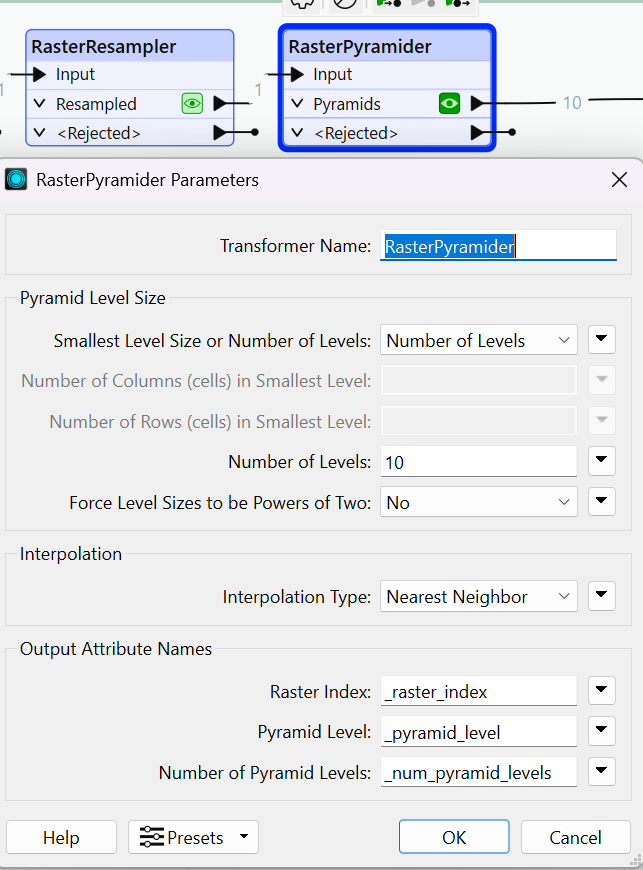 RasterResampler
RasterPyramider
Input
1
Input
Resampled
1
Pyramids
10
<Rejected>
<Rejected>
RasterPyramider Parameters
Transformer Name: RasterPyramider
Pyramid Level Size
Smallest Level Size or Number of Levels: Number of Levels
Number of Columns (cells) in Smallest Level:
Number of Rows (cells) in Smallest Level:
Number of Levels: 10
Force Level Sizes to be Powers of Two: No
Interpolation
Interpolation Type: Nearest Neighbor
Output Attribute Names
Raster Index: _raster_index
Pyramid Level: _pyramid_level
Number of Pyramid Levels: _num_pyramid_levels
Help
Presets
OK
Cancel